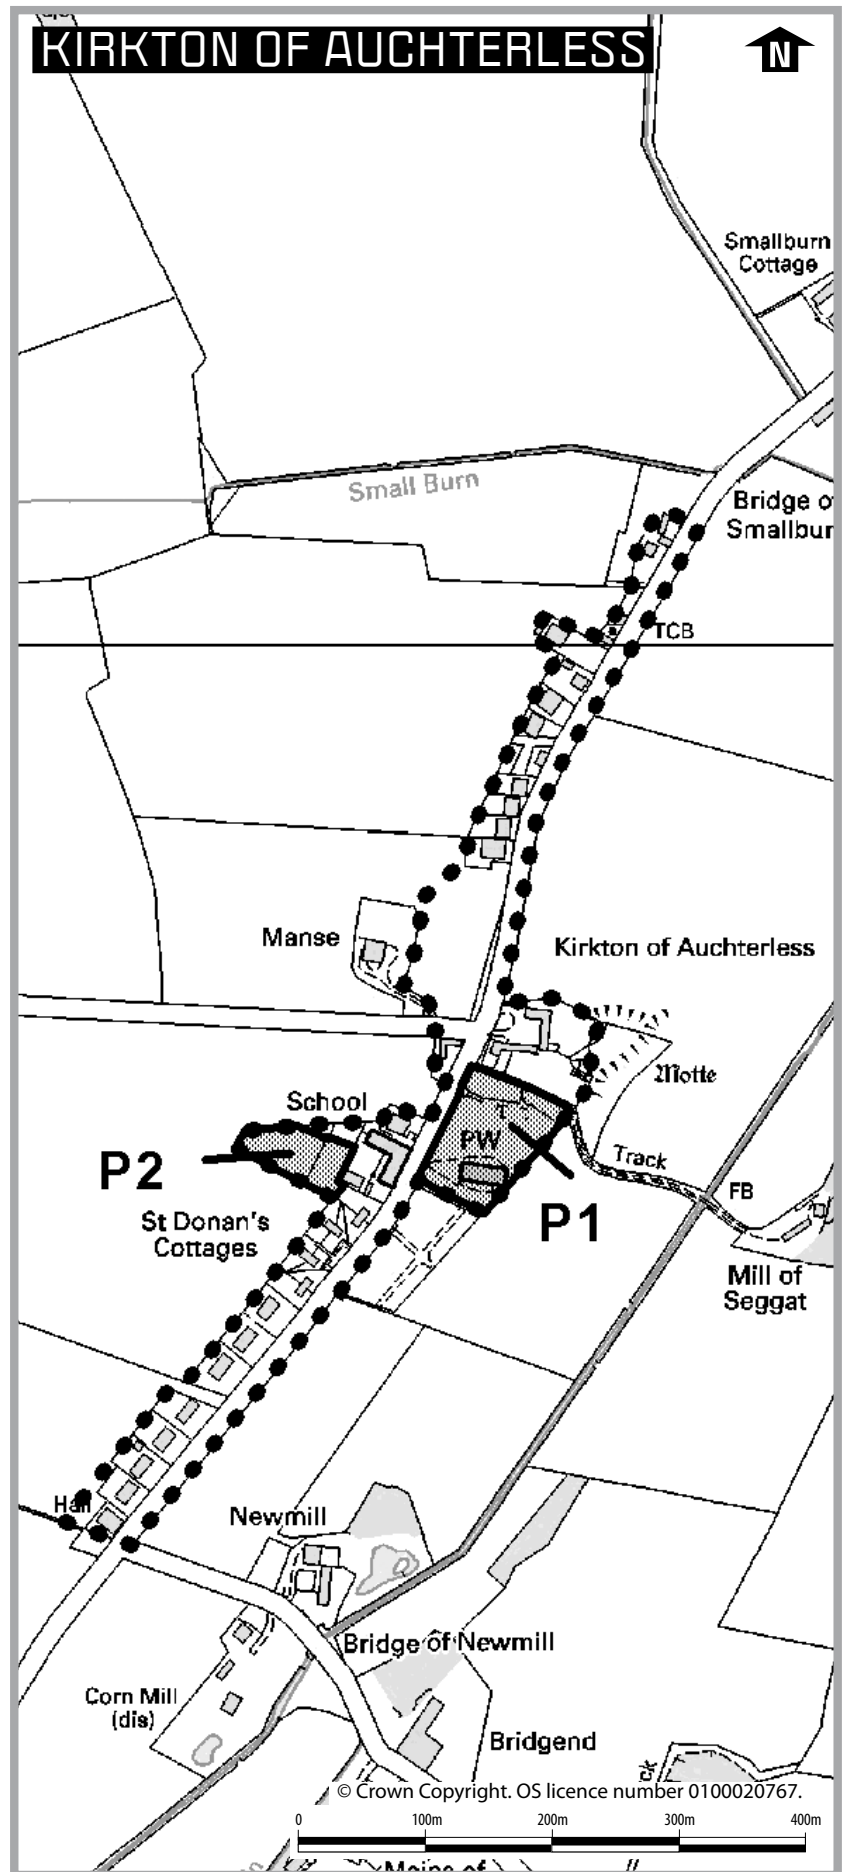 KIRKTON OF AUCHTERLESS
N
Smallburn
Cottage
Small Burn
Bridge o
Smallbur
TCB
Manse
Kirkton of Auchterless
Motte
School
PW
P2
Track
FB
P1
St Donan's
Cottages
Mill of
Seggat
Hall
Newmill
Bridge of Newmill
Corn Mill
(dis)
Bridgend
© Crown Copyright. OS licence number 0100020767.
0 100m 200m 300m 400m
Mains of